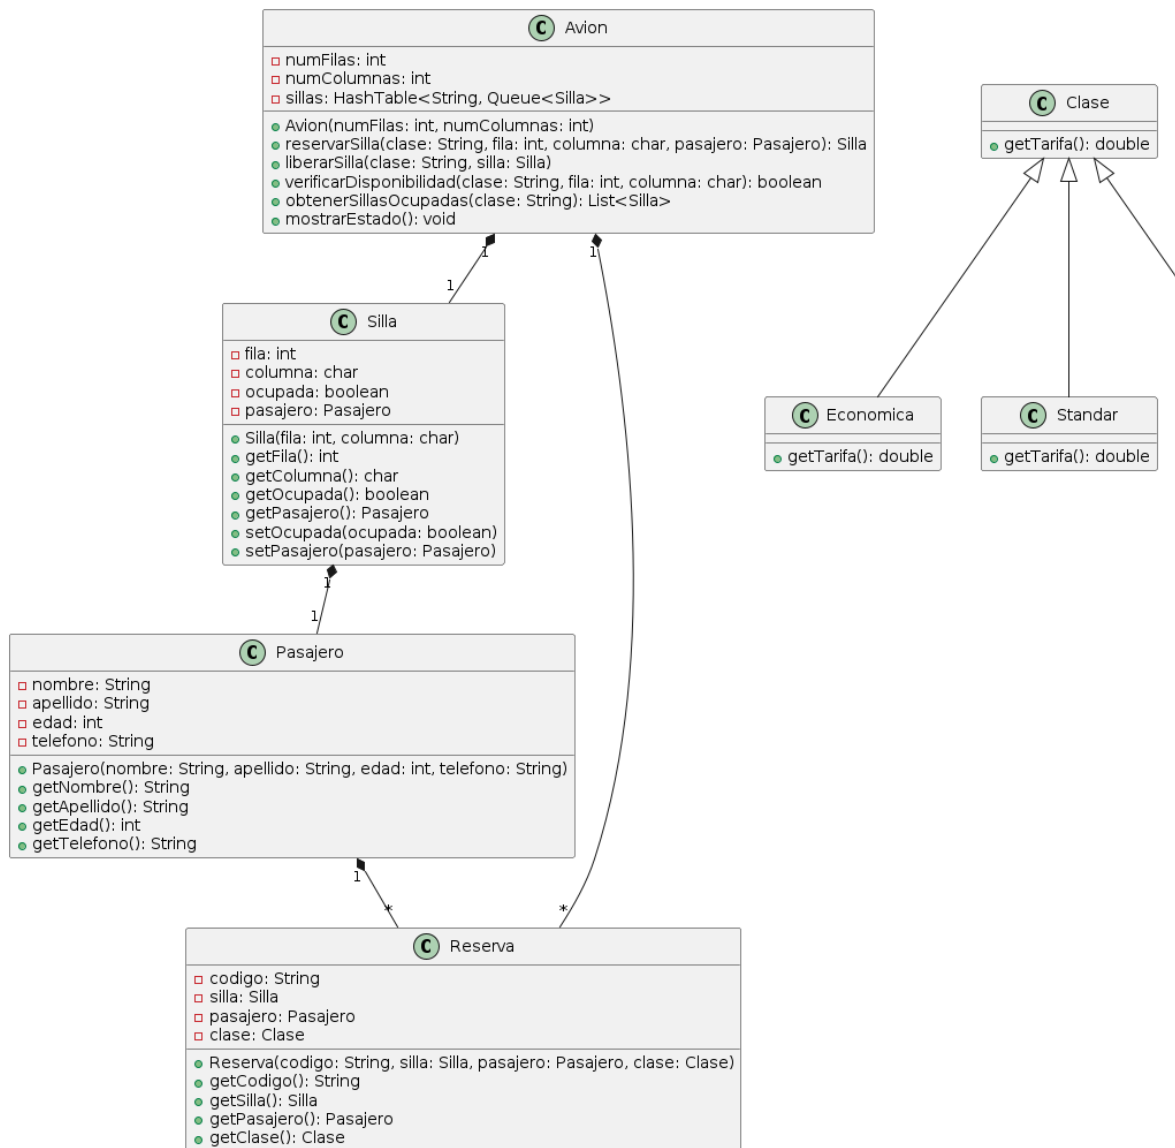 C Avion
numFilas: int
numColumnas: int
sillas: HashTable<String, Queue<Silla>>
Avion(numFilas: int, numColumnas: int)
reservarSilla(clase: String, fila: int, columna: char, pasajero: Pasajero): Silla
liberarSilla(clase: String, silla: Silla)
verificarDisponibilidad(clase: String, fila: int, columna: char): boolean
obtenerSillasOcupadas(clase: String): List<Silla>
mostrarEstado(): void
C Clase
getTarifa(): double
1
1
1
C Silla
fila: int
columna: char
ocupada: boolean
pasajero: Pasajero
Silla(fila: int, columna: char)
getFila(): int
getColumna(): char
getOcupada(): boolean
getPasajero(): Pasajero
setOcupada(ocupada: boolean)
setPasajero(pasajero: Pasajero)
C Economica
getTarifa(): double
C Standar
getTarifa(): double
1
1
C Pasajero
nombre: String
apellido: String
edad: int
telefono: String
Pasajero(nombre: String, apellido: String, edad: int, telefono: String)
getNombre(): String
getApellido(): String
getEdad(): int
getTelefono(): String
1
*
*
C Reserva
codigo: String
silla: Silla
pasajero: Pasajero
clase: Clase
Reserva(codigo: String, silla: Silla, pasajero: Pasajero, clase: Clase)
getCodigo(): String
getSilla(): Silla
getPasajero(): Pasajero
getClase(): Clase